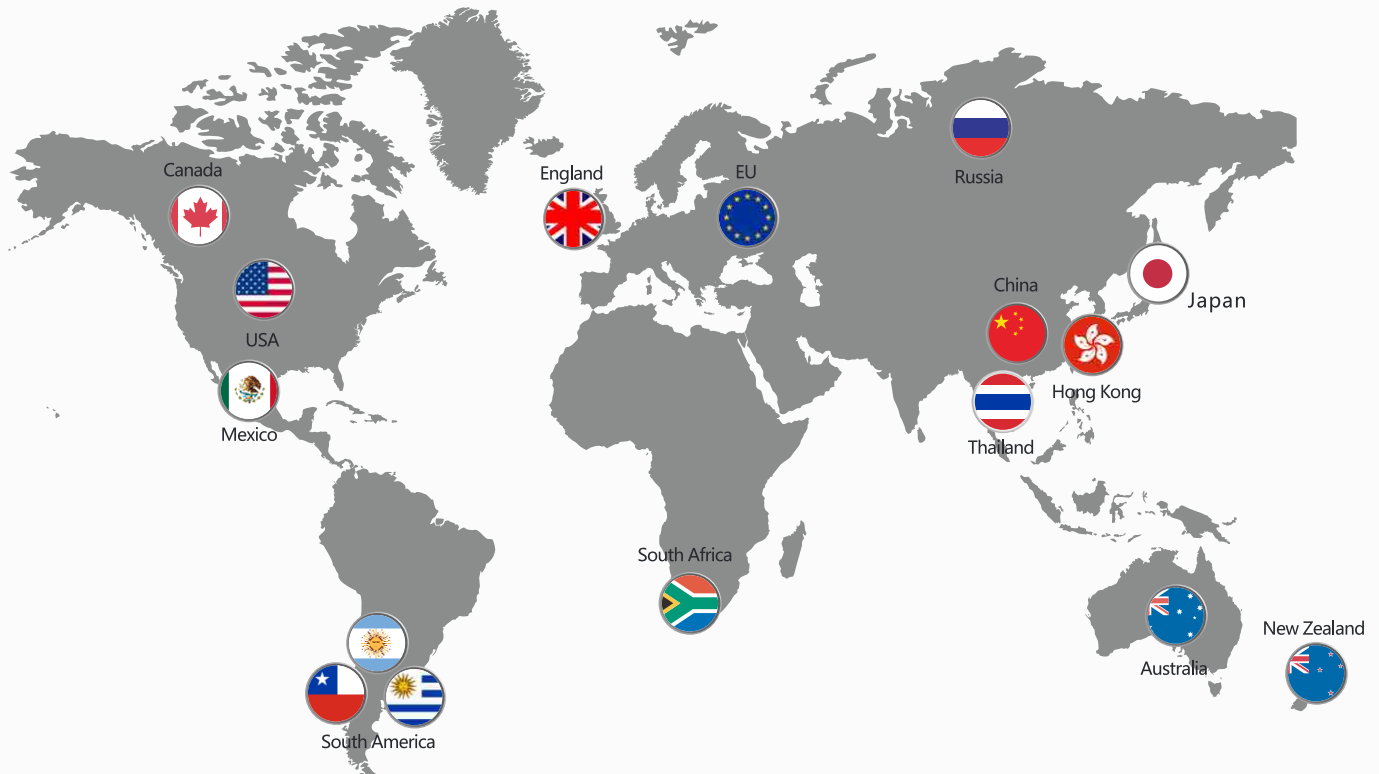 Canada
England
EU
Russia
China
Japan
USA
Hong Kong
Mexico
Thailand
South Africa
New Zealand
Australia
South America